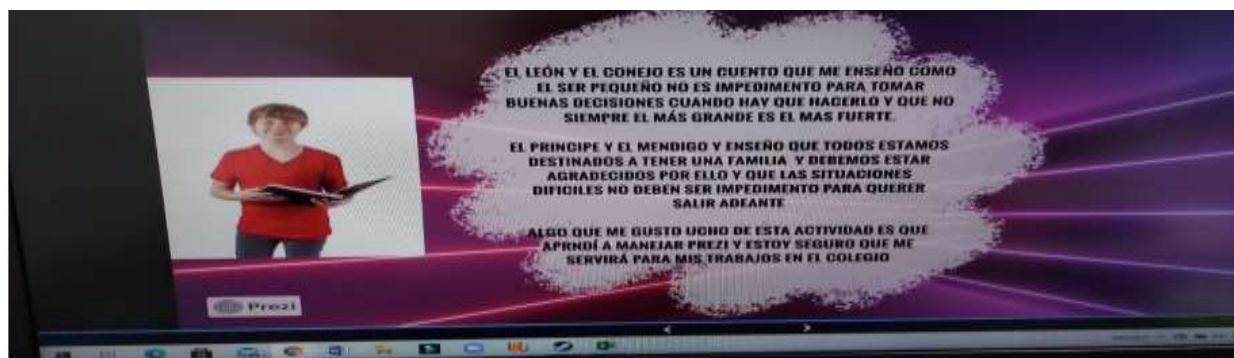 EL LEÓN Y EL CONEJO ES UN CUENTO QUE ME ENSEÑO COMO
EL SER PEQUEÑO NO ES IMPEDIMENTO PARA TOMAR
BUENAS DECISIONES CUANDO HAY QUE HACERLO Y QUE NO
SIEMPRE EL MÁS GRANDE ES EL MAS FUERTE.
EL PRINCIPE Y EL MENDIGO Y ENSEÑO QUE TODOS ESTAMOS
DESTINADOS A TENER UNA FAMILIA Y DEBEMOS ESTAR
AGRADECIDOS POR ELLO Y QUE LAS SITUACIONES
DIFICILES NO DEBEN SER IMPEDIMENTO PARA QUERER
SALIR ADEANTE
ALGO QUE ME GUSTO UCHO DE ESTA ACTIVIDAD ES QUE
APRNDÍ A MANEJAR PREZI Y ESTOY SEGURO QUE ME
SERVIRÁ PARA MIS TRABAJOS EN EL COLEGIO
Prezi